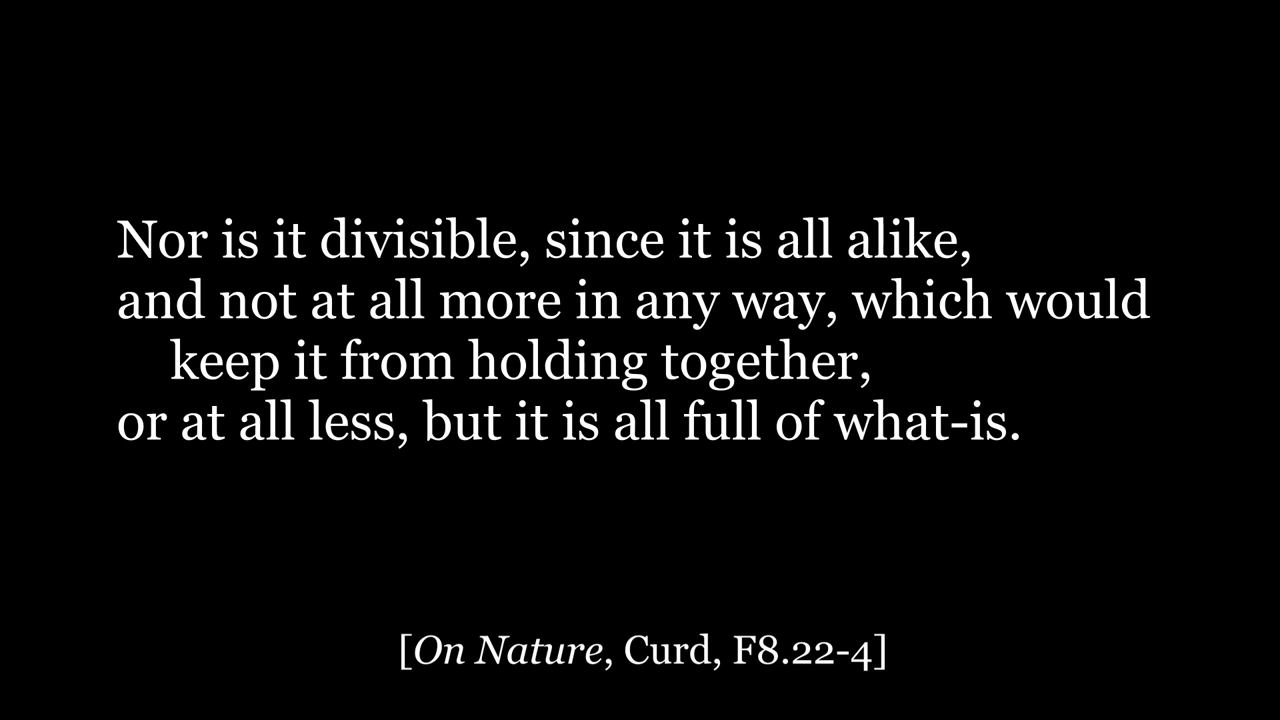 Nor is it divisible, since it is all alike,
and not at all more in any way, which would
keep it from holding together,
or at all less, but it is all full of what-is.
[On Nature, Curd, F8.22-4]